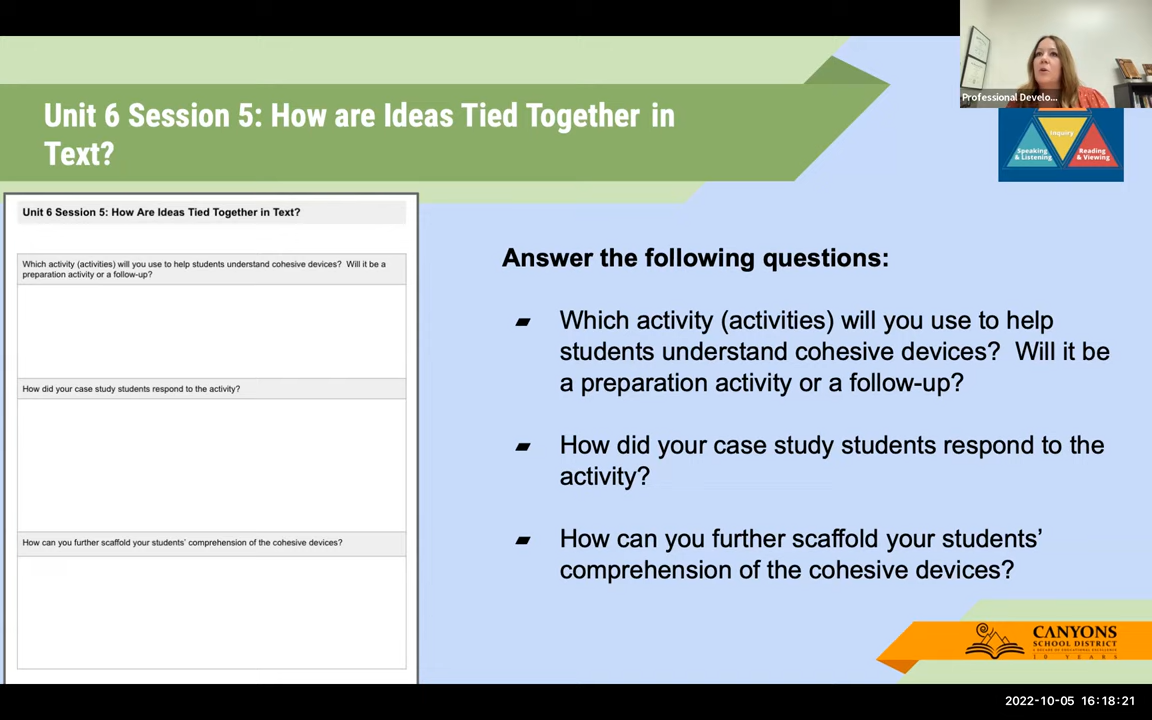 Professional Develo...
Unit 6 Session 5: How are Ideas Tied Together in
Text?
Inquiry
Speaking
& Listening
Reading
& Viewing
Unit 6 Session 5: How Are Ideas Tied Together in Text?
Which activity (activities) will you use to help students understand cohesive devices? Will it be a
preparation activity or a follow-up?
How did your case study students respond to the activity?
How can you further scaffold your students' comprehension of the cohesive devices?
Answer the following questions:
Which activity (activities) will you use to help
students understand cohesive devices? Will it be
a preparation activity or a follow-up?
How did your case study students respond to the
activity?
How can you further scaffold your students'
comprehension of the cohesive devices?
CANYONS
SCHOOL DISTRICT
10 YEARS
2022-10-05 16:18:21